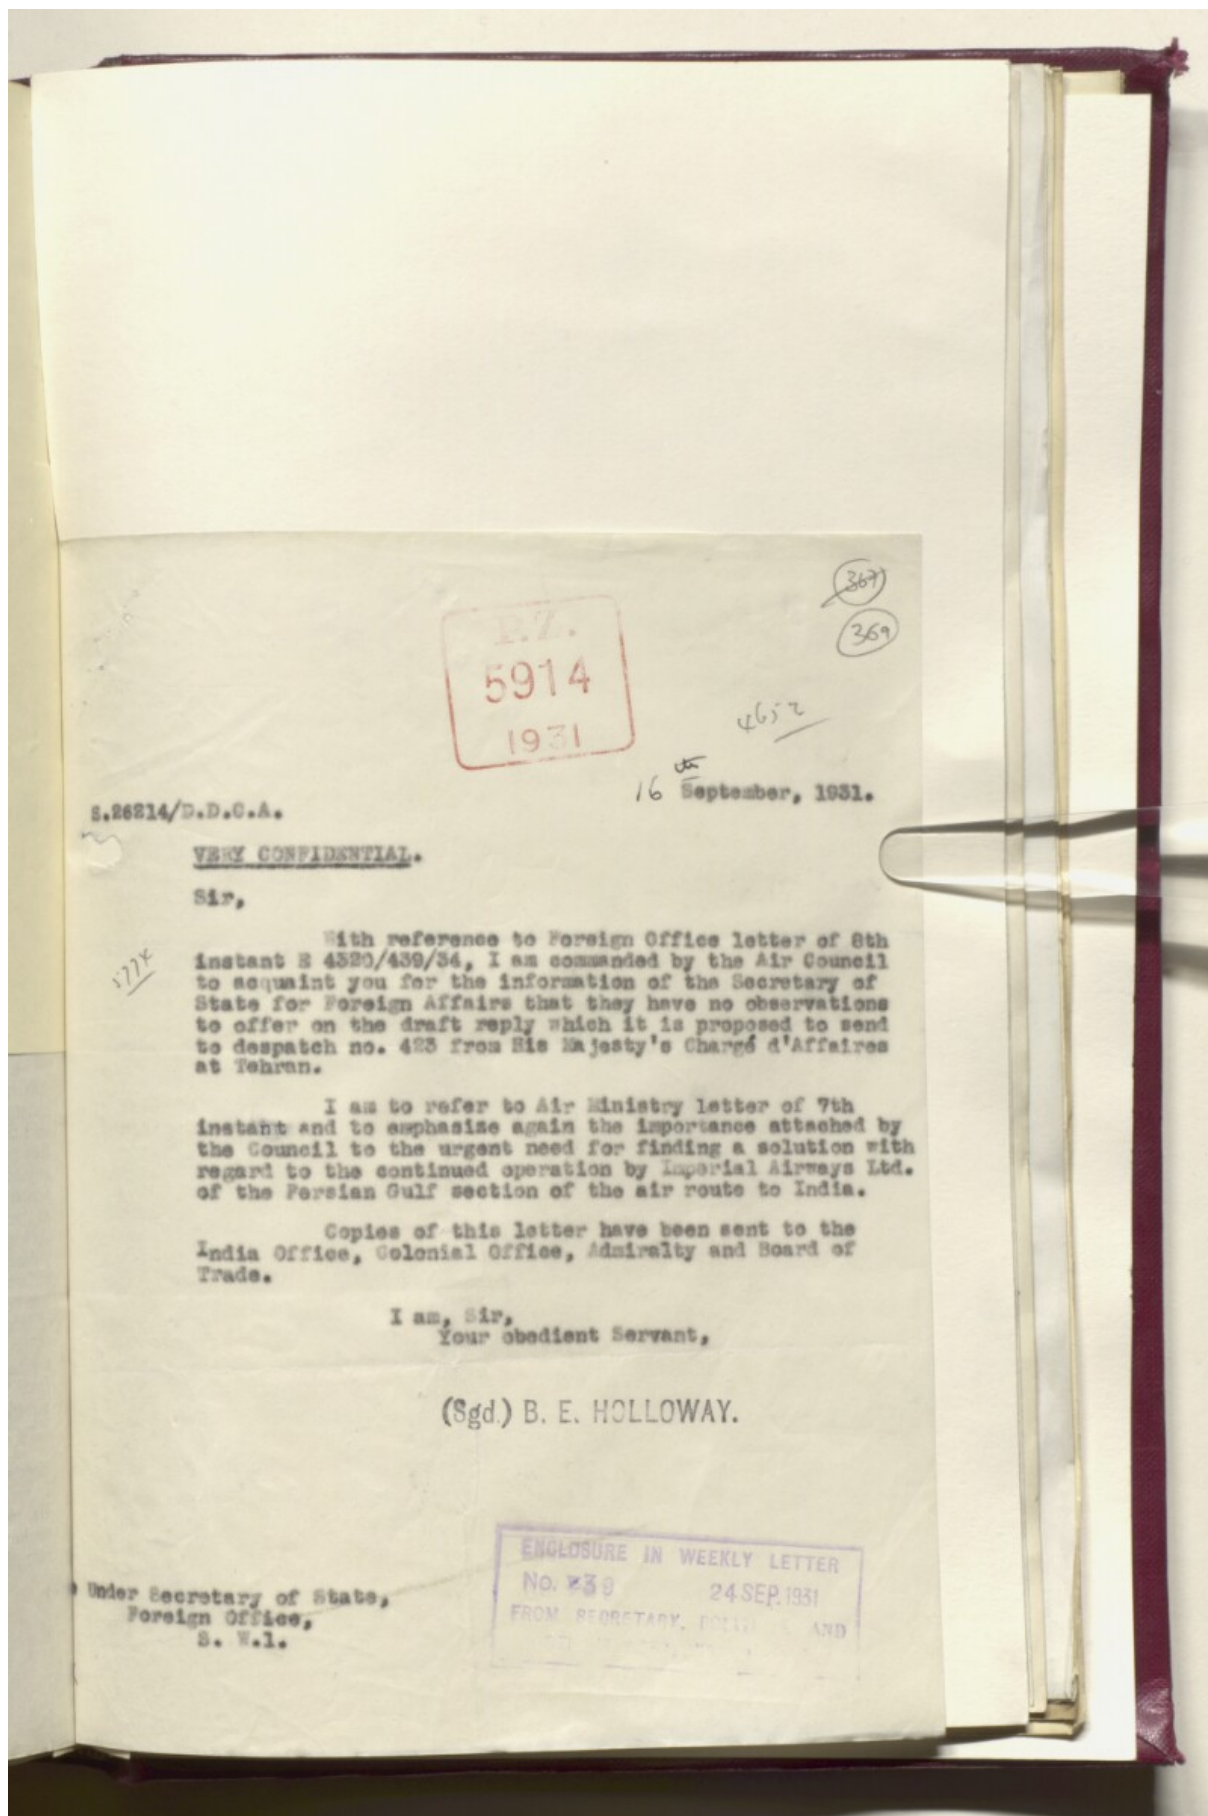 367
369
P.Z.
5914
1931
4652
16th September, 1931.
S.26214/D.D.C.A.
VERY CONFIDENTIAL.
Sir,
With reference to Foreign Office letter of 8th
instant E 4320/439/34, I am commanded by the Air Council
to acquaint you for the information of the Secretary of
State for Foreign Affairs that they have no observations
to offer on the draft reply which it is proposed to send
to despatch no. 423 from His Majesty's Chargé d'Affaires
at Tehran.
I am to refer to Air Ministry letter of 7th
instant and to emphasize again the importance attached by
the Council to the urgent need for finding a solution with
regard to the continued operation by Imperial Airways Ltd.
of the Persian Gulf section of the air route to India.
Copies of this letter have been sent to the
India Office, Colonial Office, Admiralty and Board of
Trade.
I am, Sir,
Your obedient Servant,
(Sgd.) B. E. HOLLOWAY.
ENCLOSURE IN WEEKLY LETTER
No. 39 24 SEP. 1931
FROM SECRETARY, AND
Under Secretary of State,
Foreign Office,
S. W.1.